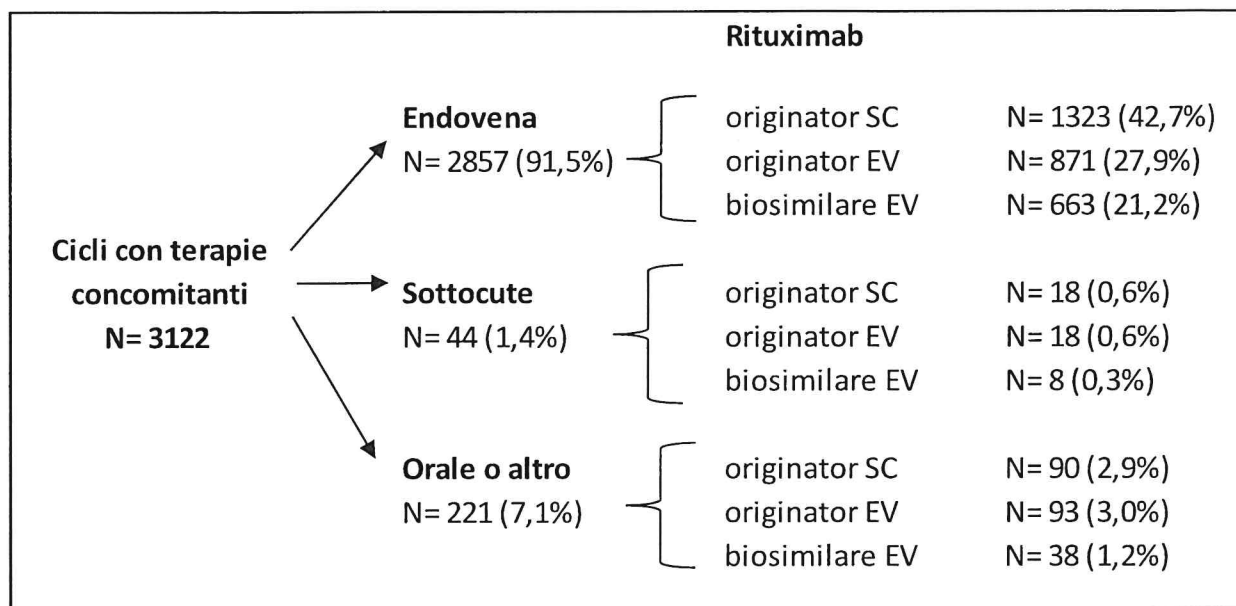 Rituximab
Endovena
N= 2857 (91,5%)
originator SC N= 1323 (42,7%)
originator EV N= 871 (27,9%)
biosimilare EV N= 663 (21,2%)
Cicli con terapie
concomitanti
N= 3122
Sottocute
N= 44 (1,4%)
originator SC N= 18 (0,6%)
originator EV N= 18 (0,6%)
biosimilare EV N= 8 (0,3%)
Orale o altro
N= 221 (7,1%)
originator SC N= 90 (2,9%)
originator EV N= 93 (3,0%)
biosimilare EV N= 38 (1,2%)